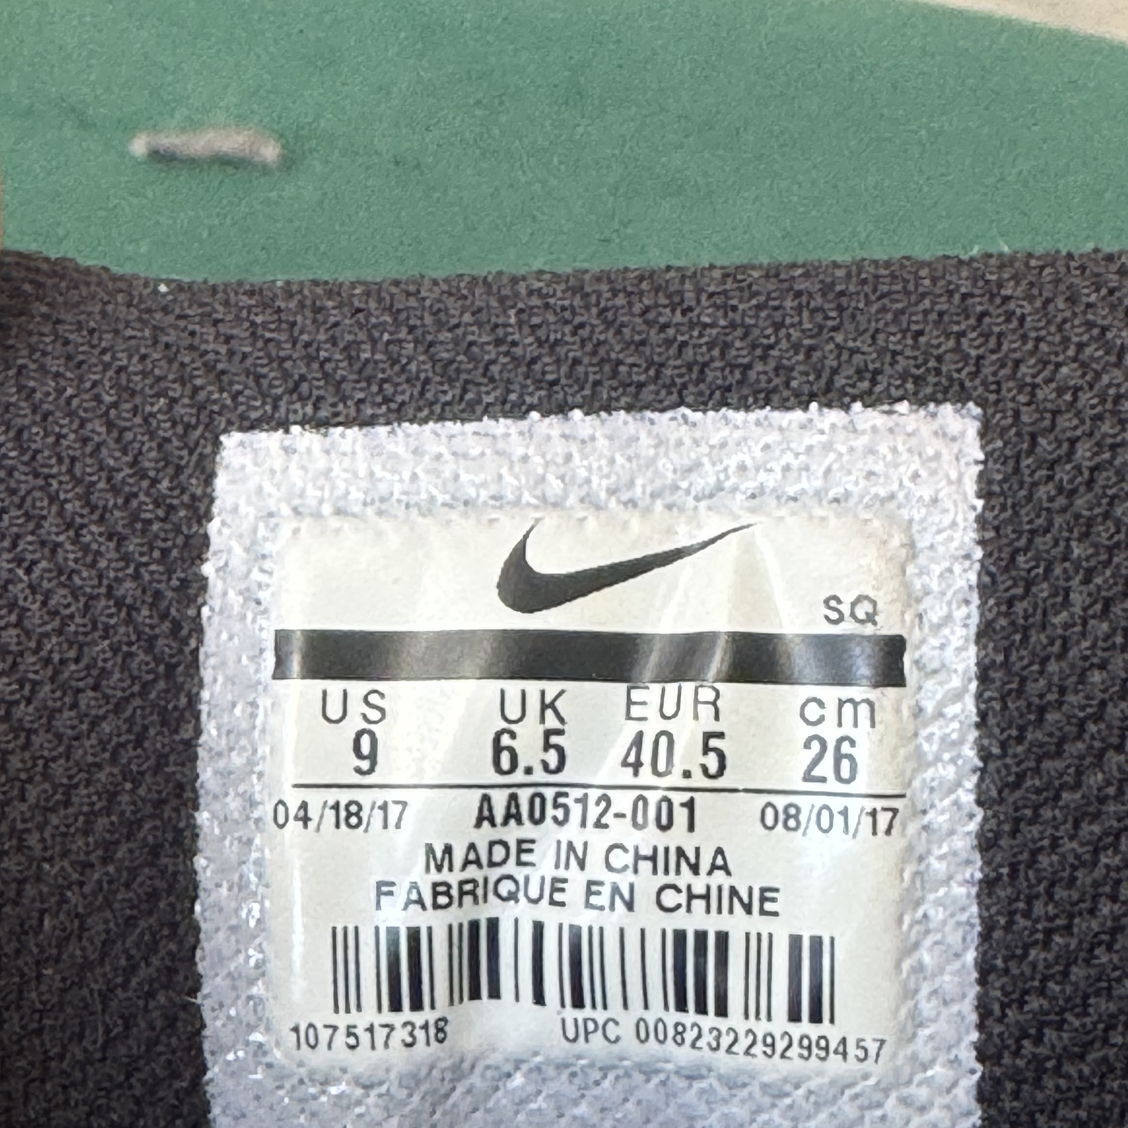 SQ
US UK EUR cm
9 6.5 40.5 26
04/18/17 AA0512-001 08/01/17
MADE IN CHINA
FABRIQUE EN CHINE
107517318 UPC 00823229299457